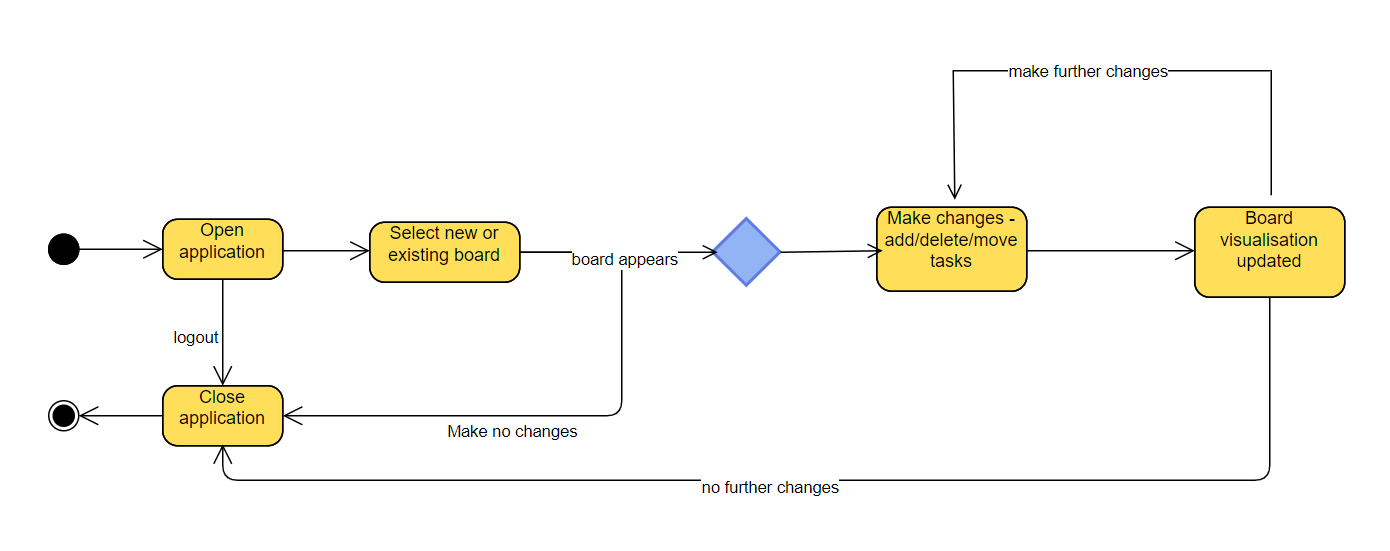 make further changes
Open
application
Select new or
existing board
board appears
Make changes -
add/delete/move
tasks
Board
visualisation
updated
logout
Close
application
Make no changes
no further changes